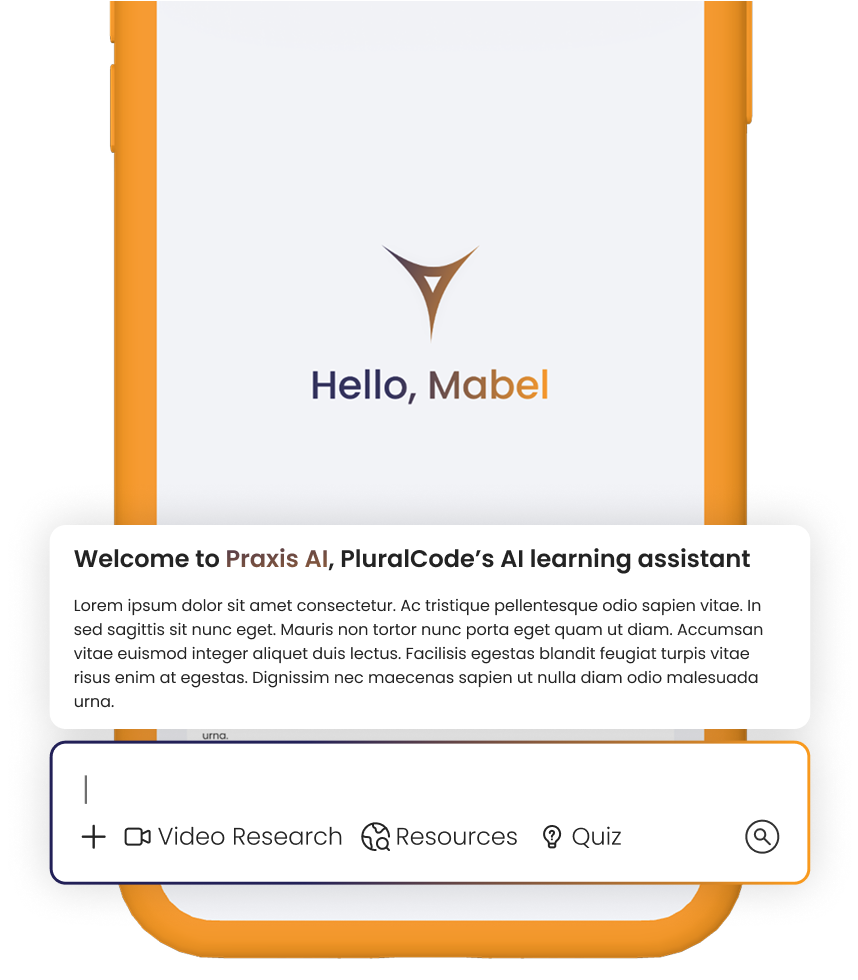 Hello, Mabel
Welcome to Praxis AI, PluralCode’s AI learning assistant
Lorem ipsum dolor sit amet consectetur. Ac tristique pellentesque odio sapien vitae. In
sed sagittis sit nunc eget. Mauris non tortor nunc porta eget quam ut diam. Accumsan
vitae euismod integer aliquet duis lectus. Facilisis egestas blandit feugiat turpis vitae
risus enim at egestas. Dignissim nec maecenas sapien ut nulla diam odio malesuada
urna.
urna.
Video Research Resources Quiz